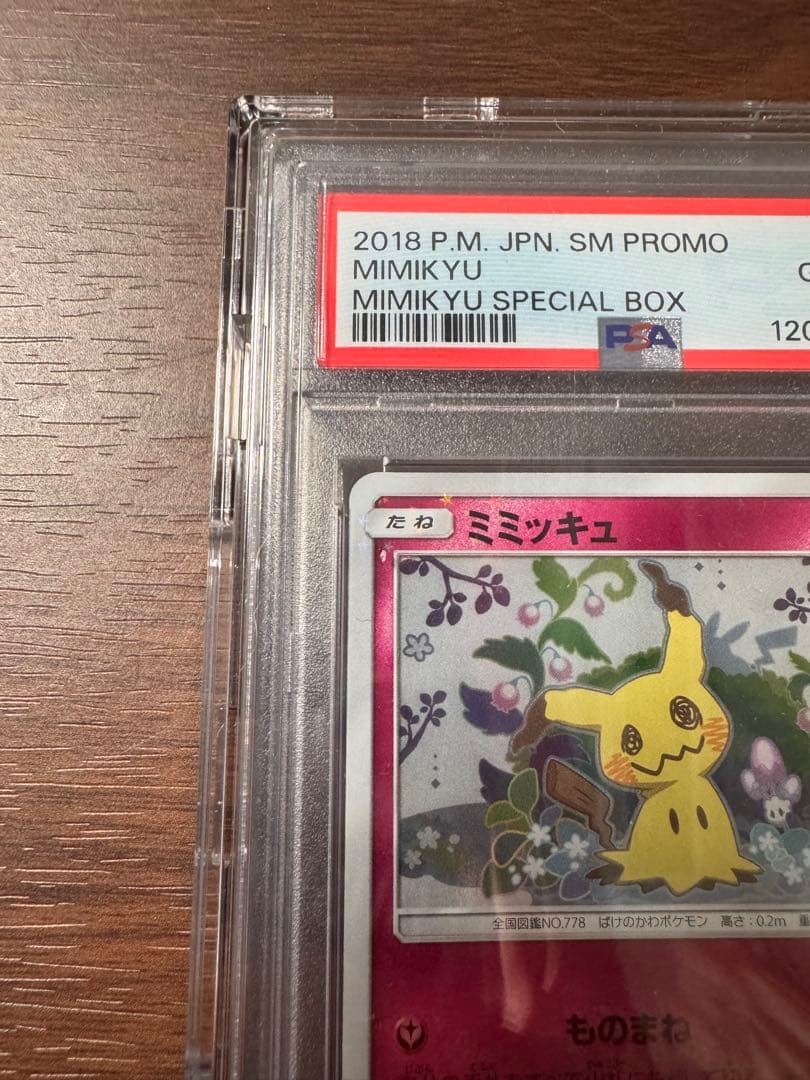 2018 P.M. JPN. SM PROMO
MIMIKYU
MIMIKYU SPECIAL BOX
PSA
120
たね ミミッキュ
全国図鑑NO.778 ばけのかわポケモン 高さ:0.2m 重
ものまね